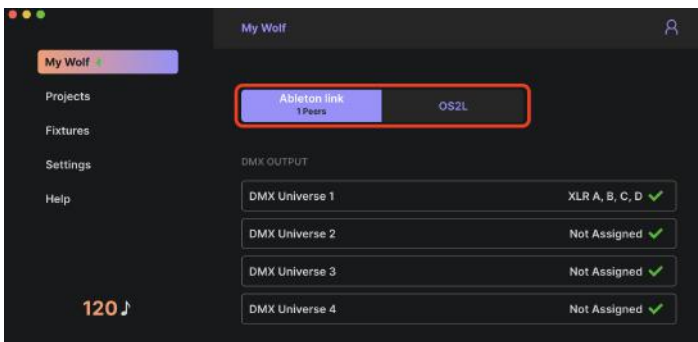 My Wolf
My Wolf
Projects
Fixtures
Settings
Help
120
Ableton link
1 Peers
OS2L
DMX OUTPUT
DMX Universe 1 XLR A, B, C, D
DMX Universe 2 Not Assigned
DMX Universe 3 Not Assigned
DMX Universe 4 Not Assigned